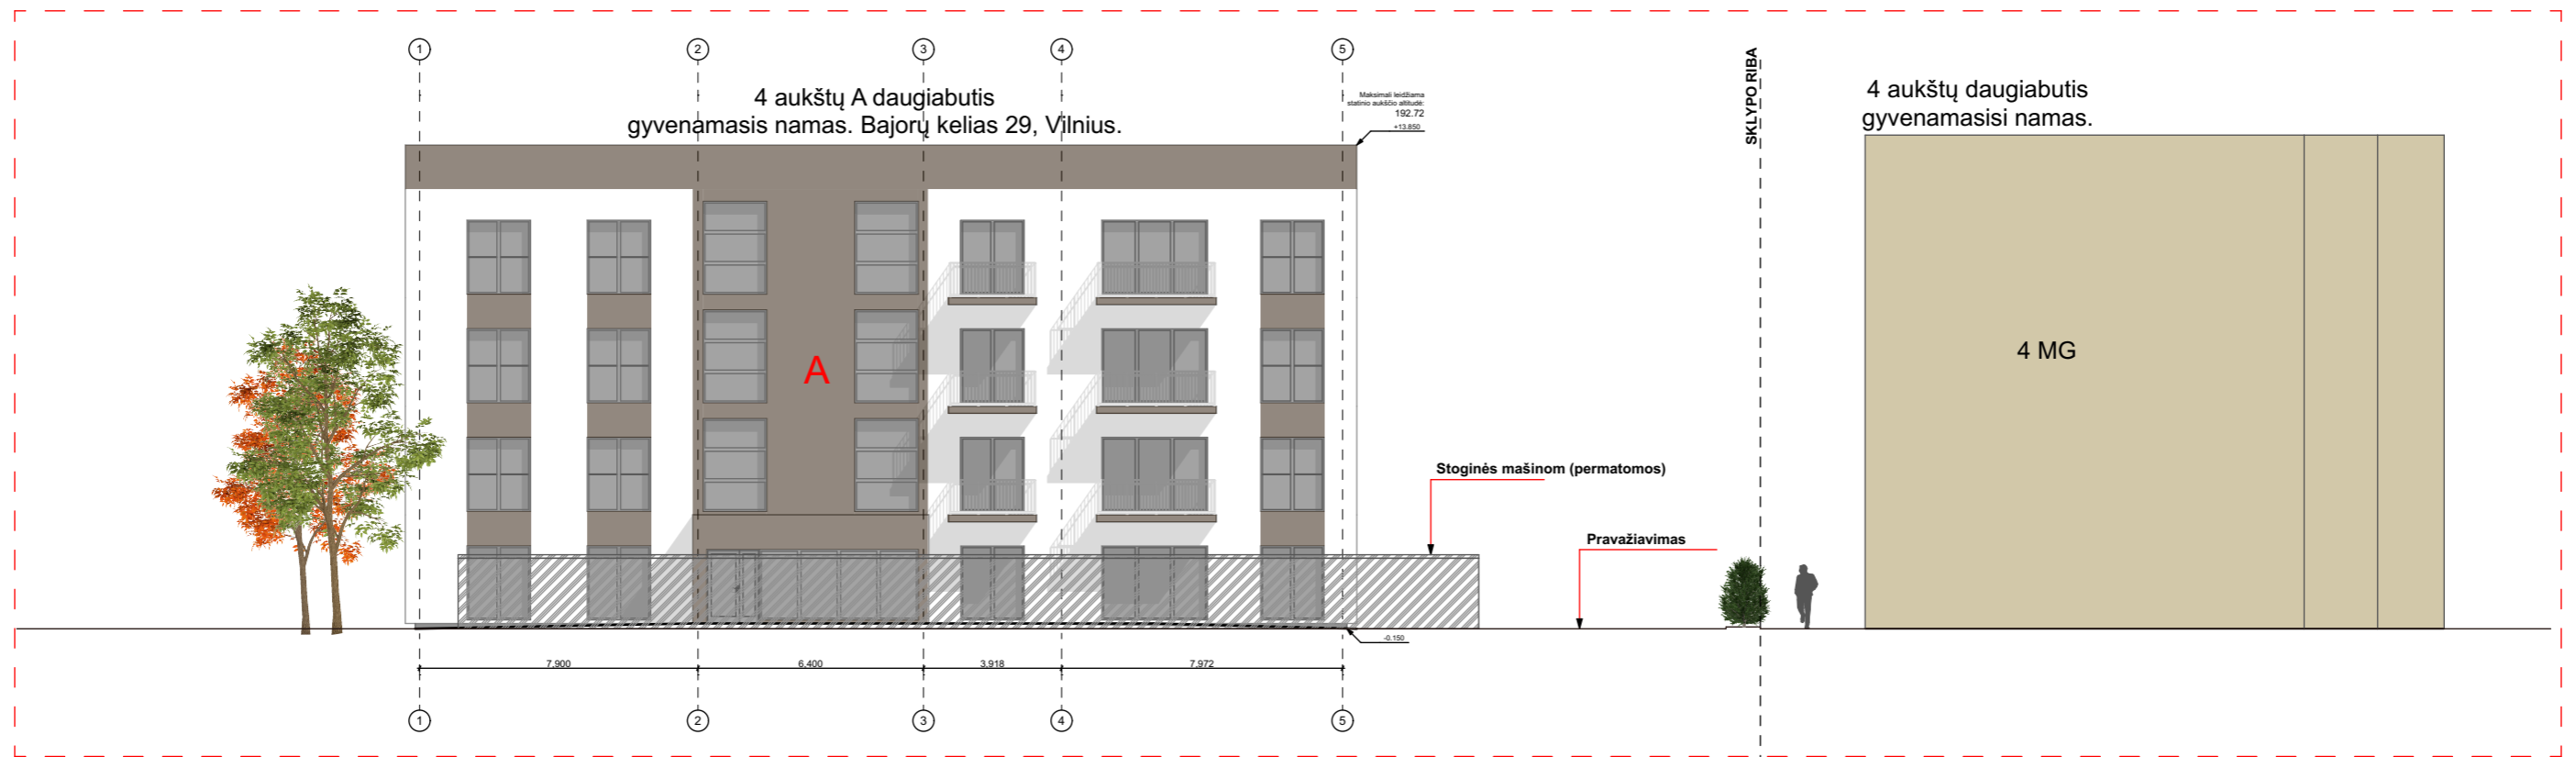 1
2
3
4
5
4 aukštų A daugiabutis
gyvenamasis namas. Bajorų kelias 29, Vilnius.
Maksimali leidžiama
statinio aukščio altitudė:
192.72
+13.850
SKLYPO RIBA
4 aukštų daugiabutis
gyvenamasisi namas.
A
4 MG
Stoginės mašinom (permatomos)
Pravažiavimas
-0.150
7,900
6,400
3,918
7,972
1
2
3
4
5